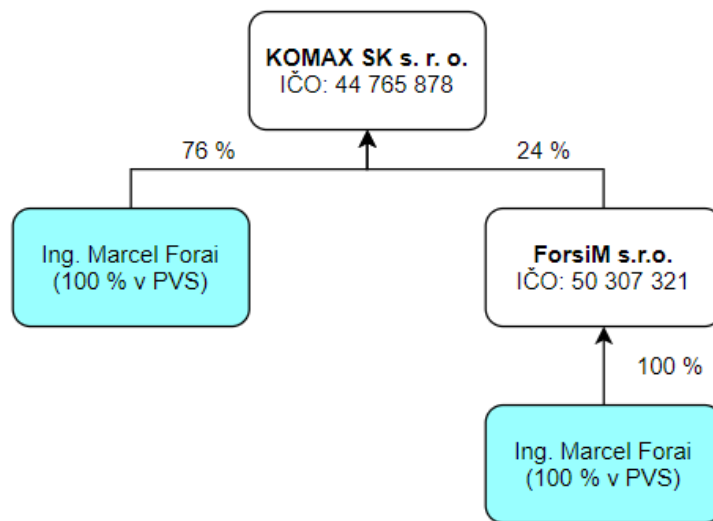 KOMAX SK s. r. o.
IČO: 44 765 878
76 %
24 %
Ing. Marcel Forai
(100 % v PVS)
ForsiM s.r.o.
IČO: 50 307 321
100 %
Ing. Marcel Forai
(100 % v PVS)